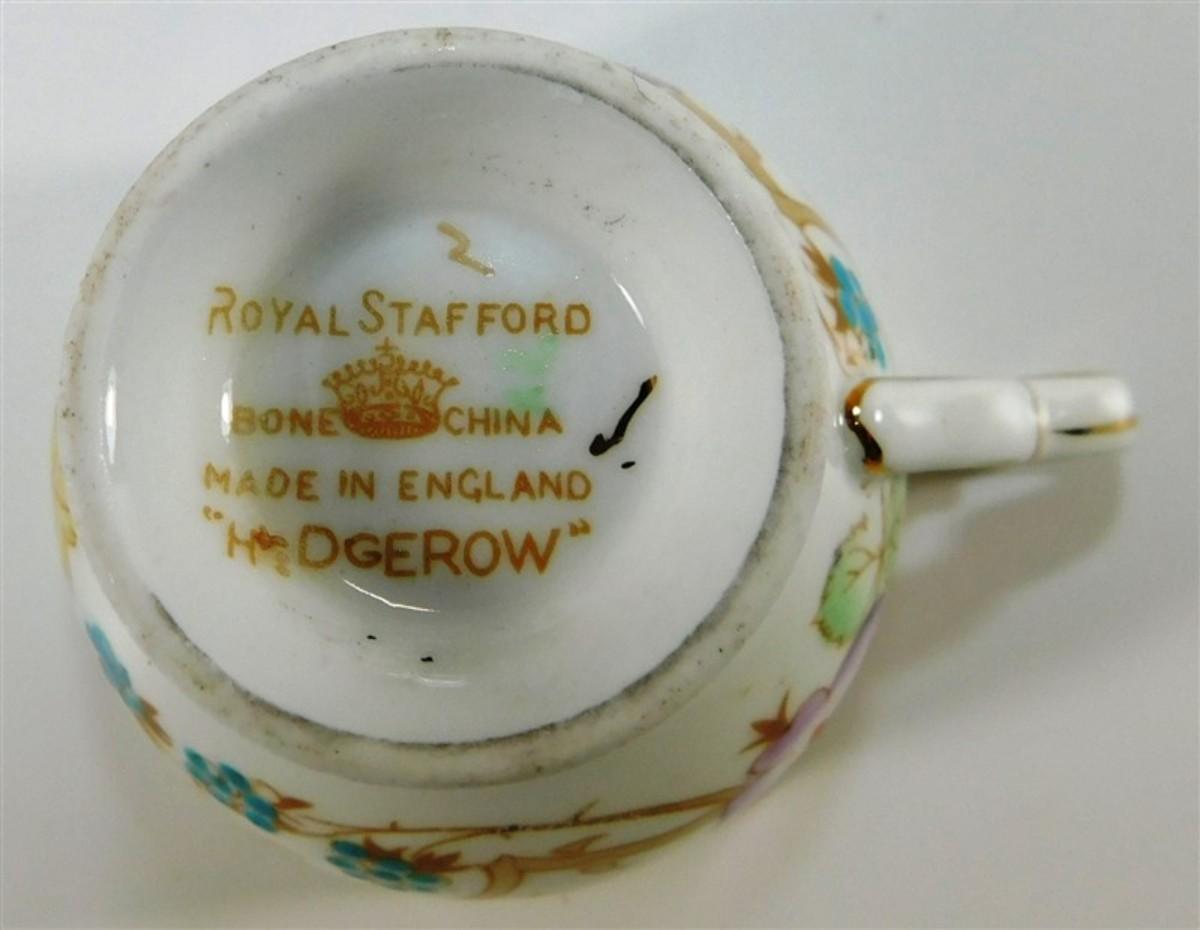 2
ROYAL STAFFORD
BONE CHINA
MADE IN ENGLAND
"HEDGEROW"